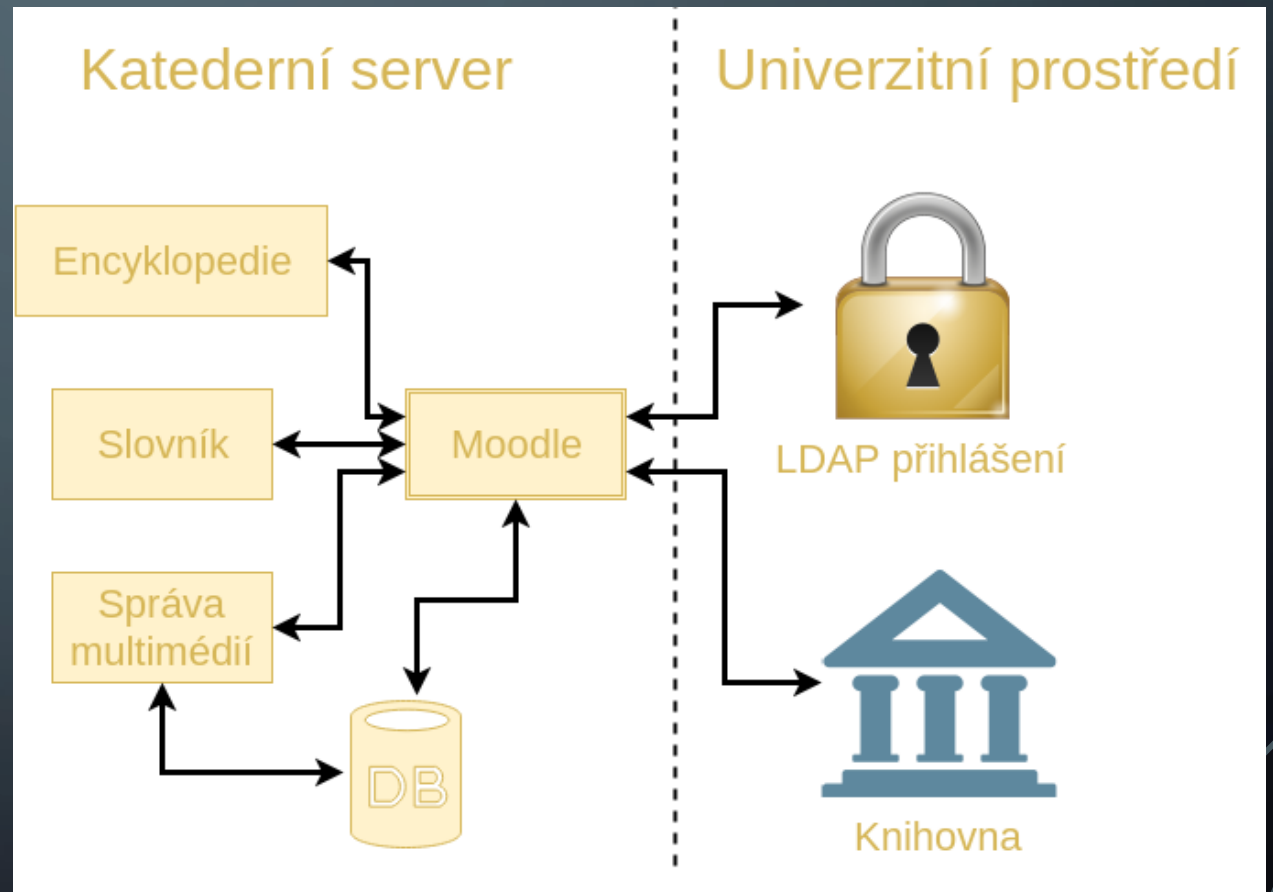 Katederní server
Univerzitní prostředí
Encyklopedie
Slovník
Moodle
LDAP přihlášení
Správa
multimédií
DB
Knihovna